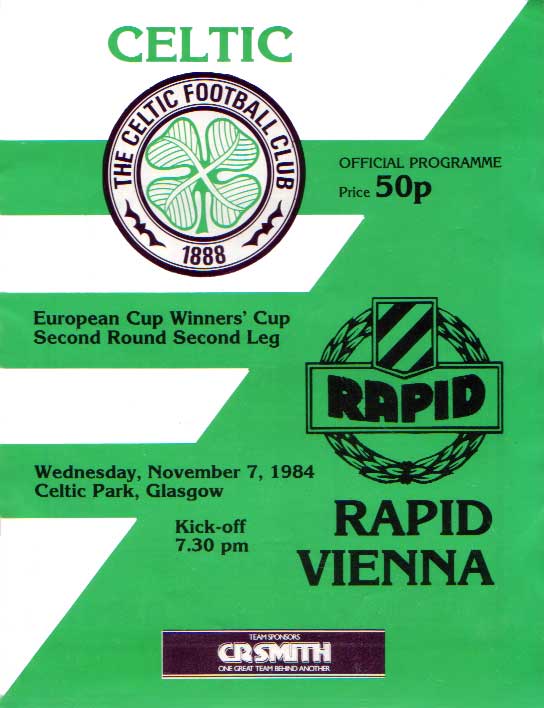 CELTIC
THE CELTIC FOOTBALL CLUB
1888
OFFICIAL PROGRAMME
Price 50p
European Cup Winners' Cup
Second Round Second Leg
RAPID
Wednesday, November 7, 1984
Celtic Park, Glasgow
Kick-off
7.30 pm
RAPID
VIENNA
TEAM SPONSORS
CR SMITH
ONE GREAT TEAM BEHIND ANOTHER